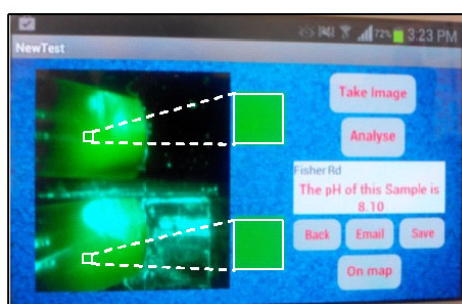 72% 3:23 PM
NewTest
Take Image
Analyse
Fisher Rd
The pH of this Sample is
8.10
Back Email Save
On map